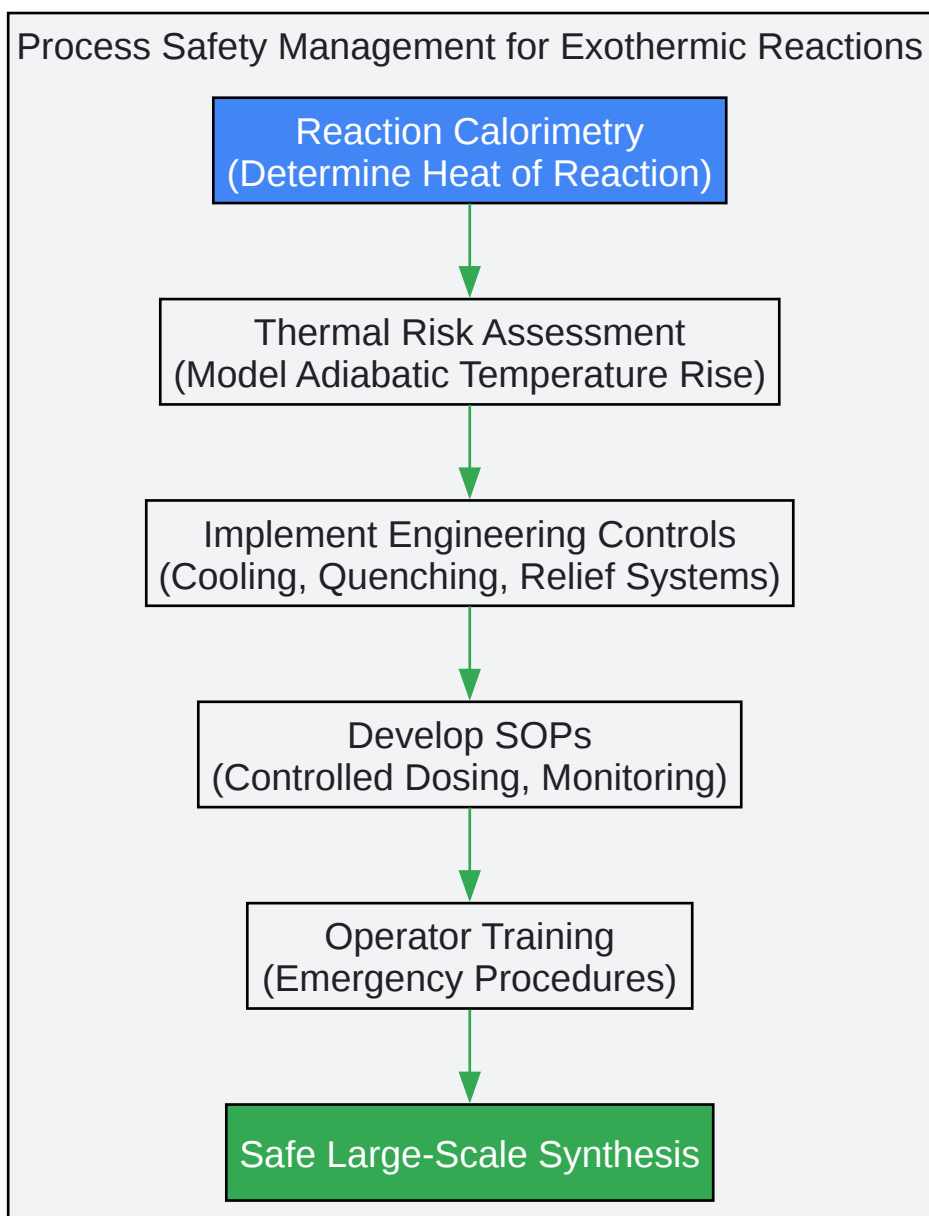 Process Safety Management for Exothermic Reactions
Reaction Calorimetry
(Determine Heat of Reaction)
Thermal Risk Assessment
(Model Adiabatic Temperature Rise)
Implement Engineering Controls
(Cooling, Quenching, Relief Systems)
Develop SOPs
(Controlled Dosing, Monitoring)
Operator Training
(Emergency Procedures)
Safe Large-Scale Synthesis